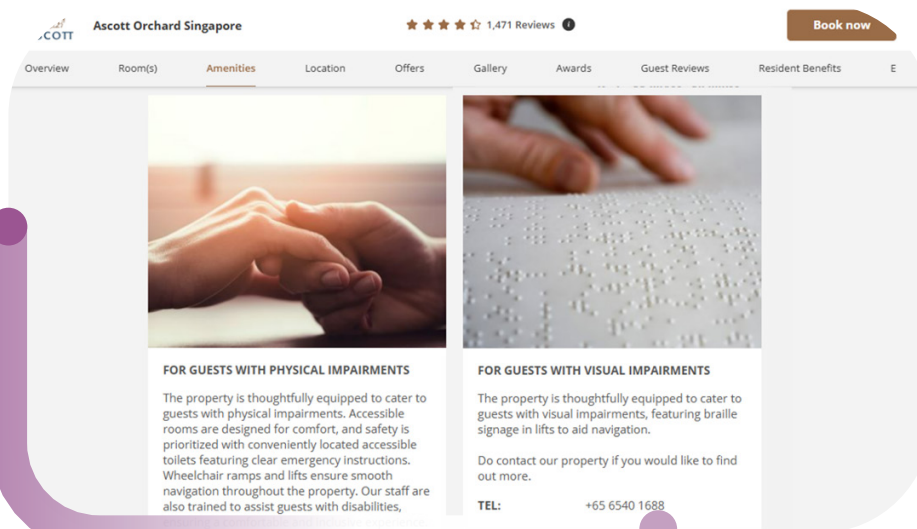 Ascott Orchard Singapore
1,471 Reviews
Book now
Overview Room(s) Amenities Location Offers Gallery Awards Guest Reviews Resident Benefits E
FOR GUESTS WITH PHYSICAL IMPAIRMENTS
The property is thoughtfully equipped to cater to
guests with physical impairments. Accessible
rooms are designed for comfort, and safety is
prioritized with conveniently located accessible
toilets featuring clear emergency instructions.
Wheelchair ramps and lifts ensure smooth
navigation throughout the property. Our staff are
also trained to assist guests with disabilities,
FOR GUESTS WITH VISUAL IMPAIRMENTS
The property is thoughtfully equipped to cater to
guests with visual impairments, featuring braille
signage in lifts to aid navigation.
Do contact our property if you would like to find
out more.
TEL: +65 6540 1688